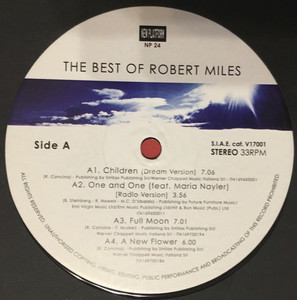 NEW PLATFORM
NP 24
THE BEST OF ROBERT MILES
Side A
S.I.A.E. cat. V17001
STEREO 33RPM
A1. Children (Dream Version) 7.06
A2. One and One (feat. Maria Nayler)
(Radio Version) 3.56
A3. Full Moon 7.01
A4. A New Flower 6.00
ALL RIGHTS RESERVED. UNAUTHORIZED COPYING, HIRING, RENTING, PUBLIC PERFORMANCE AND BROADCASTING OF THIS RECORD PROHIBITED.